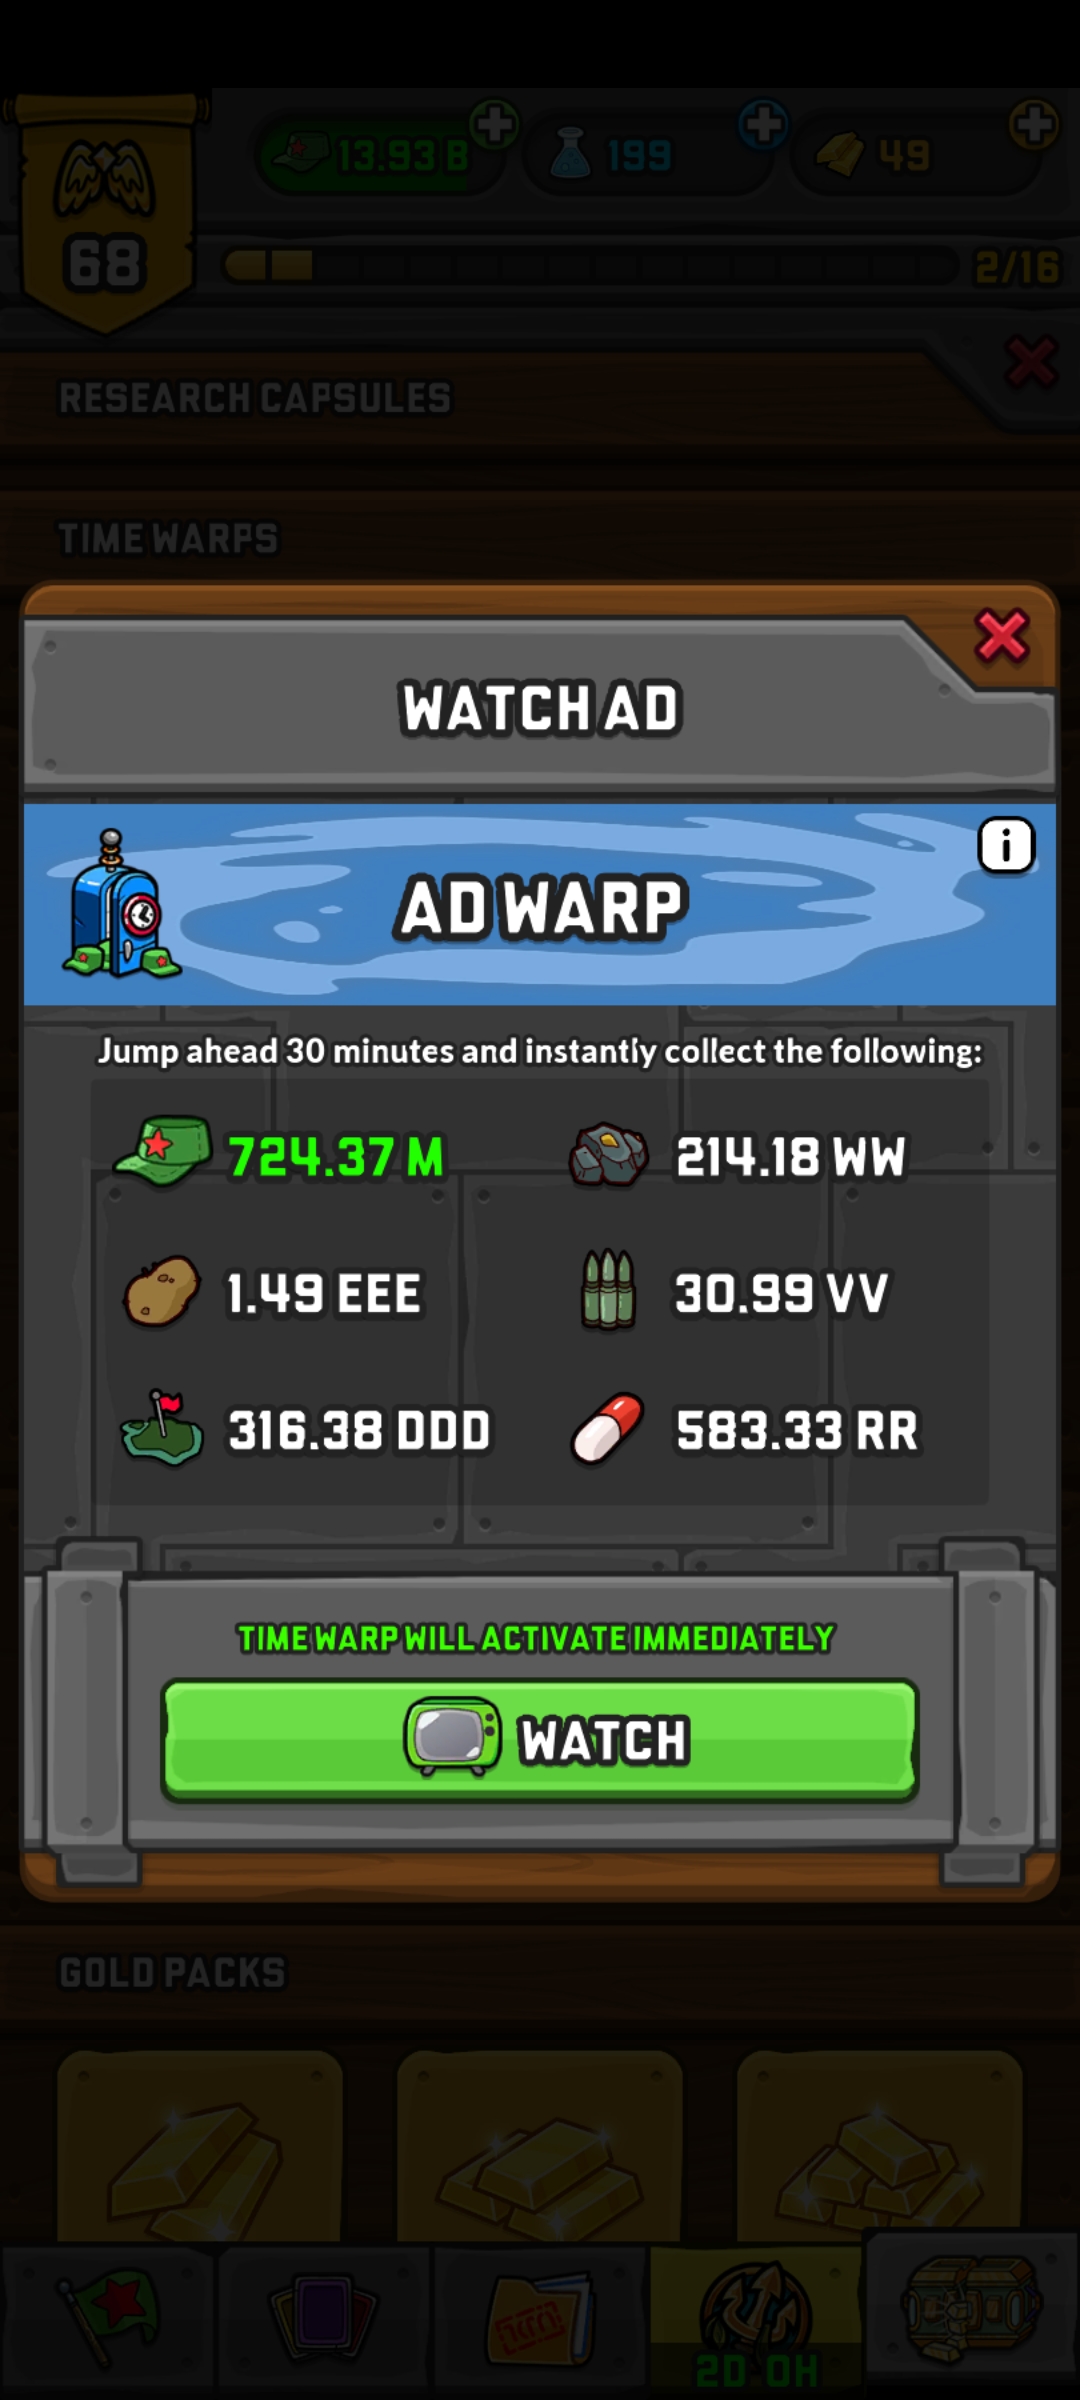 13.93 B
199
49
68
2/16
RESEARCH CAPSULES
TIME WARPS
WATCH AD
AD WARP
i
Jump ahead 30 minutes and instantly collect the following:
724.37 M
214.18 WW
1.49 EEE
30.99 VV
316.38 DDD
583.33 RR
TIME WARP WILL ACTIVATE IMMEDIATELY
WATCH
GOLD PACKS
2D 0H